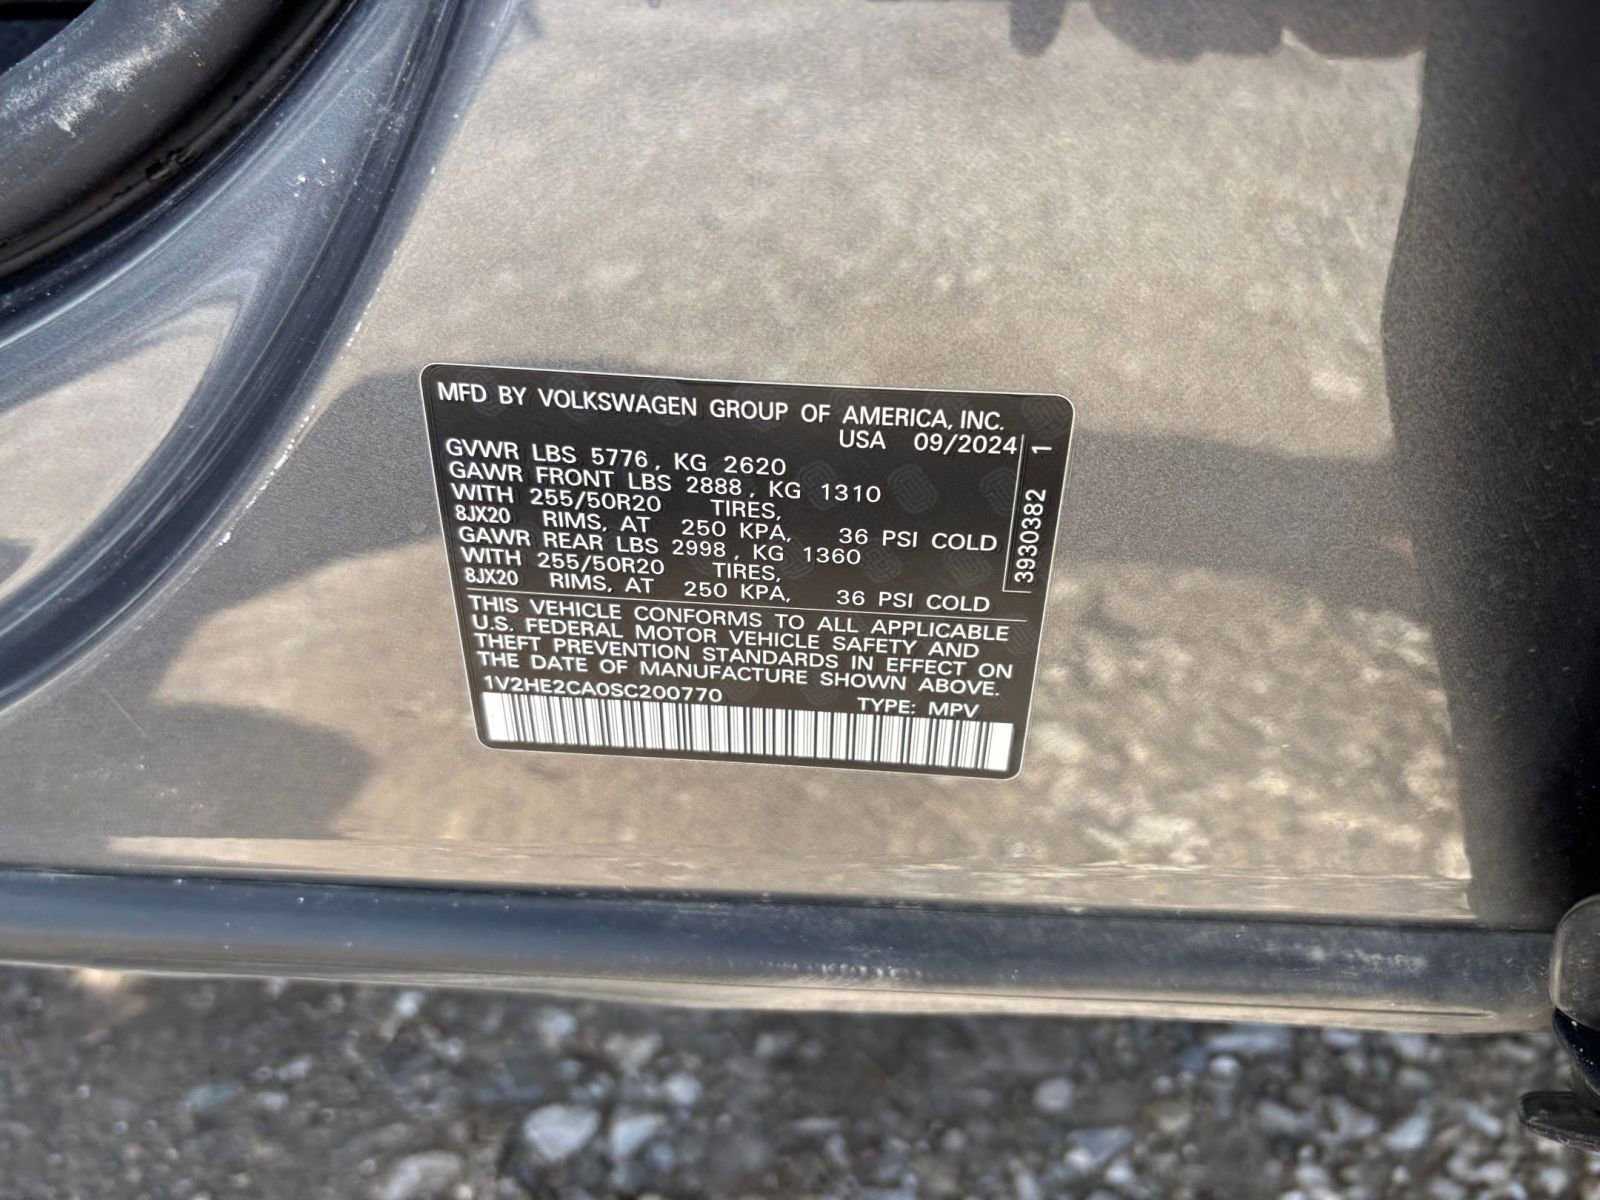 MFD BY VOLKSWAGEN GROUP OF AMERICA, INC.
USA 09/2024
GVWR LBS 5776, KG 2620
GAWR FRONT LBS 2888, KG 1310
WITH 255/50R20 TIRES,
8JX20 RIMS, AT 250 KPA, 36 PSI COLD
GAWR REAR LBS 2998, KG 1360
WITH 255/50R20 TIRES,
8JX20 RIMS, AT 250 KPA, 36 PSI COLD
THIS VEHICLE CONFORMS TO ALL APPLICABLE
U.S. FEDERAL MOTOR VEHICLE SAFETY AND
THEFT PREVENTION STANDARDS IN EFFECT ON
THE DATE OF MANUFACTURE SHOWN ABOVE.
1V2HE2CA0SC200770 TYPE: MPV
3930382 1